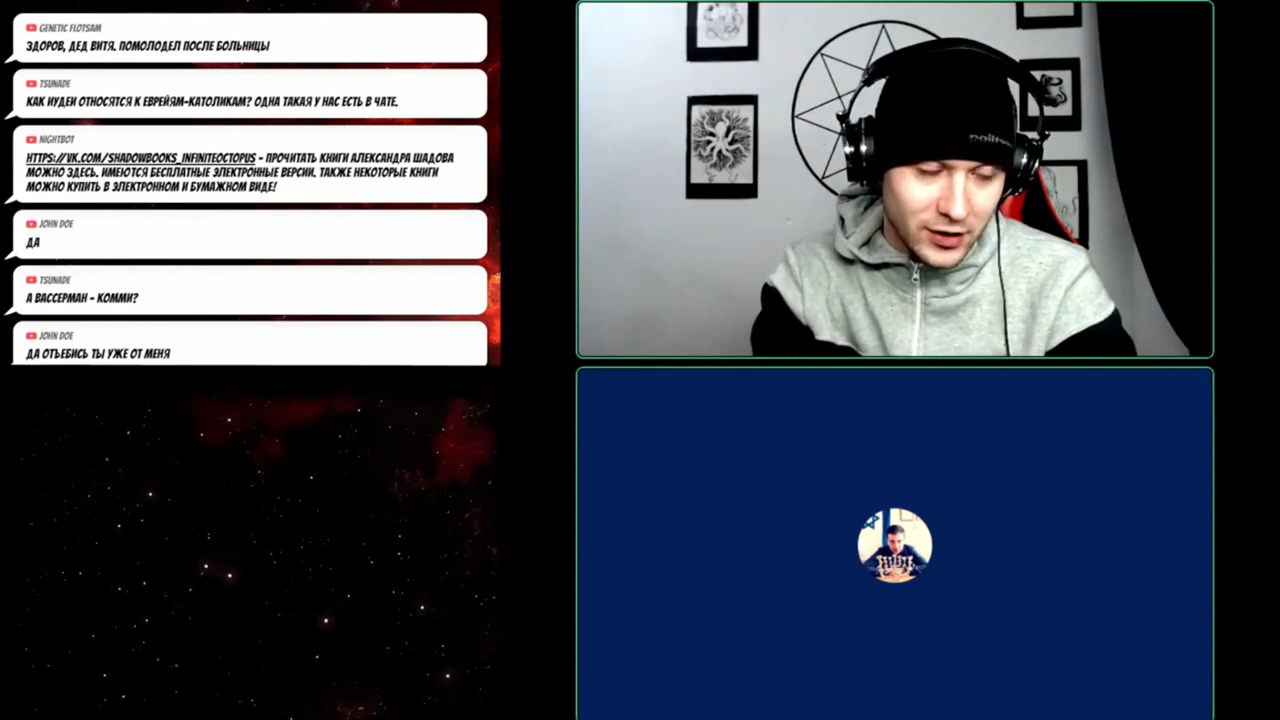 GENETIC FLOTSAM
ЗДОРОВ, ДЕД ВИТЯ. ПОМОЛОДЕЛ ПОСЛЕ БОЛЬНИЦЫ
TSUNADE
КАК ИУДЕИ ОТНОСЯТСЯ К ЕВРЕЯМ-КАТОЛИКАМ? ОДНА ТАКАЯ У НАС ЕСТЬ В ЧАТЕ.
NIGHTBOT
HTTPS://VK.COM/SHADOWBOOKS_INFINITEOCTOPUS - ПРОЧИТАТЬ КНИГИ АЛЕКСАНДРА ШАДОВА
МОЖНО ЗДЕСЬ. ИМЕЮТСЯ БЕСПЛАТНЫЕ ЭЛЕКТРОННЫЕ ВЕРСИИ. ТАКЖЕ НЕКОТОРЫЕ КНИГИ
МОЖНО КУПИТЬ В ЭЛЕКТРОННОМ И БУМАЖНОМ ВИДЕ!
JOHN DOE
ДА
TSUNADE
А ВАССЕРМАН - КОММИ?
JOHN DOE
ДА ОТЪЕБИСЬ ТЫ УЖЕ ОТ МЕНЯ